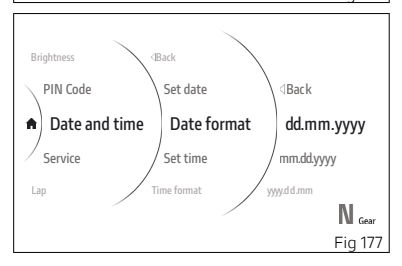 Brightness
PIN Code
Date and time
Service
Lap
◁Back
Set date
Date format
Set time
Time format
◁Back
dd.mm.yyyy
mm.dd.yyyy
yyyy.dd.mm
N Gear
Fig 177